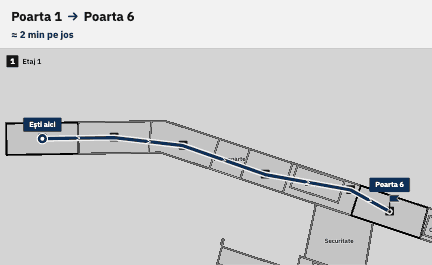 Poarta 1 → Poarta 6
≈ 2 min pe jos
1 Etaj 1
Ești aici
Poarta 6
Securitate